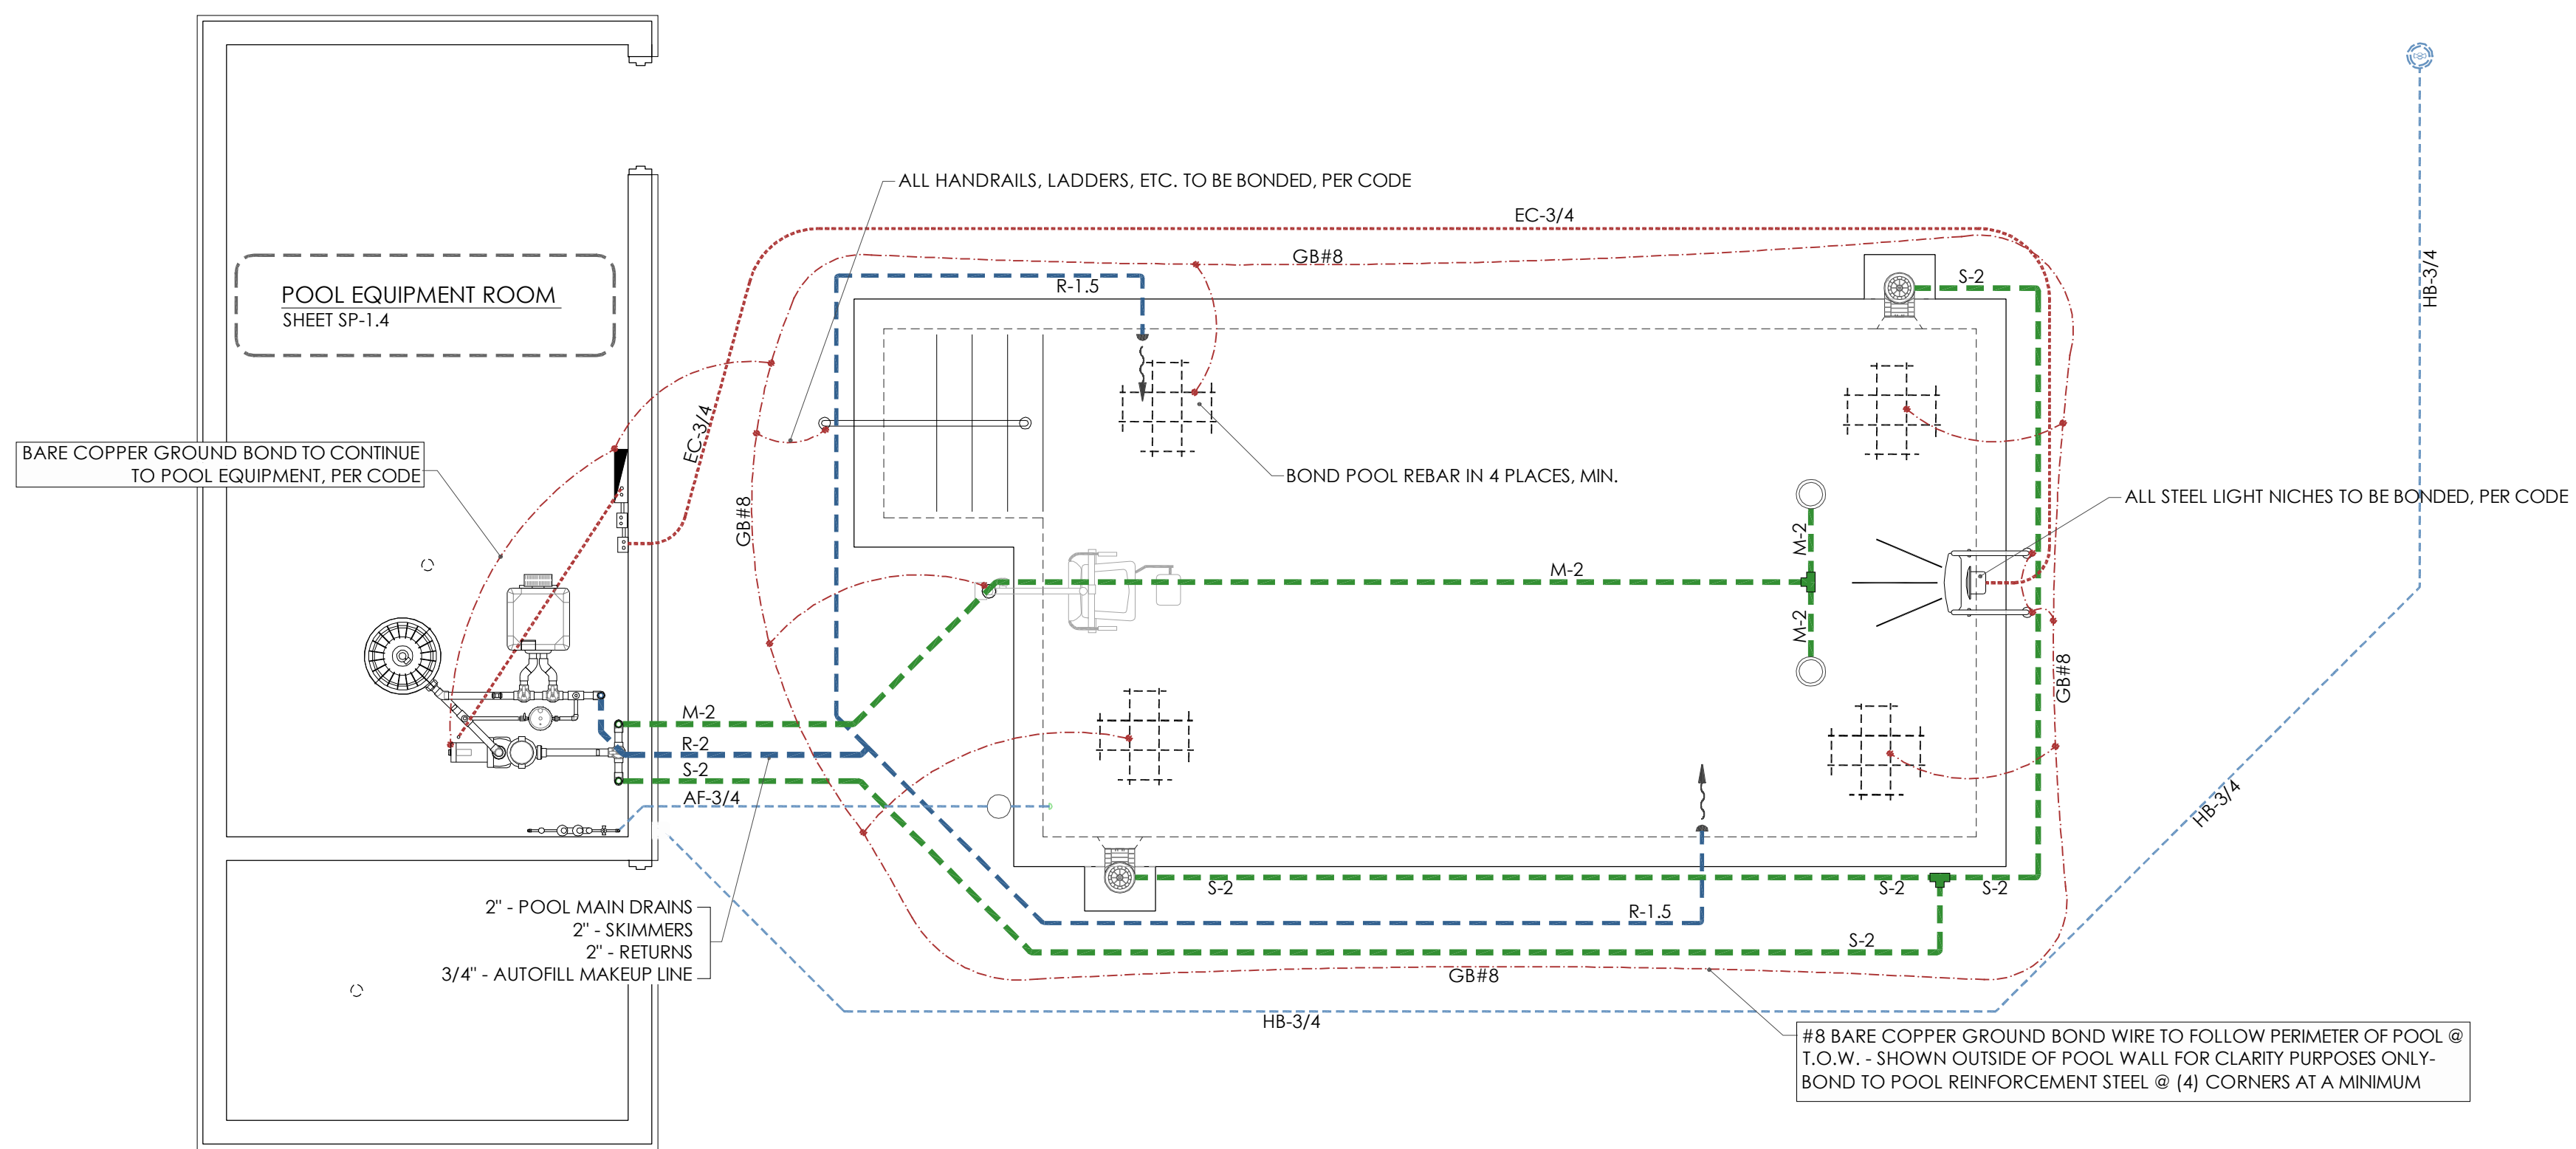 ALL HANDRAILS, LADDERS, ETC. TO BE BONDED, PER CODE
EC-3/4
GB#8
HB-3/4
S-2
R-1.5
POOL EQUIPMENT ROOM
SHEET SP-1.4
EC-3/4
BARE COPPER GROUND BOND TO CONTINUE
TO POOL EQUIPMENT, PER CODE
BOND POOL REBAR IN 4 PLACES, MIN.
ALL STEEL LIGHT NICHES TO BE BONDED, PER CODE
GB#8
M-2
M-2
M-2
GB#8
M-2
R-2
S-2
AF-3/4
HB-3/4
S-2
S-2
S-2
2" - POOL MAIN DRAINS
2" - SKIMMERS
2" - RETURNS
3/4" - AUTOFILL MAKEUP LINE
R-1.5
S-2
GB#8
HB-3/4
#8 BARE COPPER GROUND BOND WIRE TO FOLLOW PERIMETER OF POOL @
T.O.W. - SHOWN OUTSIDE OF POOL WALL FOR CLARITY PURPOSES ONLY-
BOND TO POOL REINFORCEMENT STEEL @ (4) CORNERS AT A MINIMUM